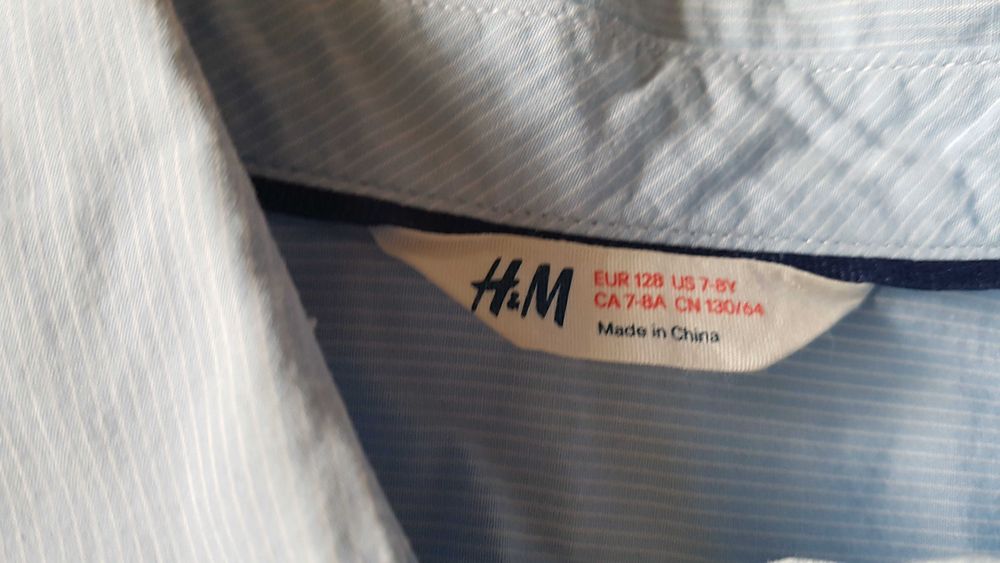 H&M
EUR 128 US 7-8Y
CA 7-8A CN 130/64
Made in China